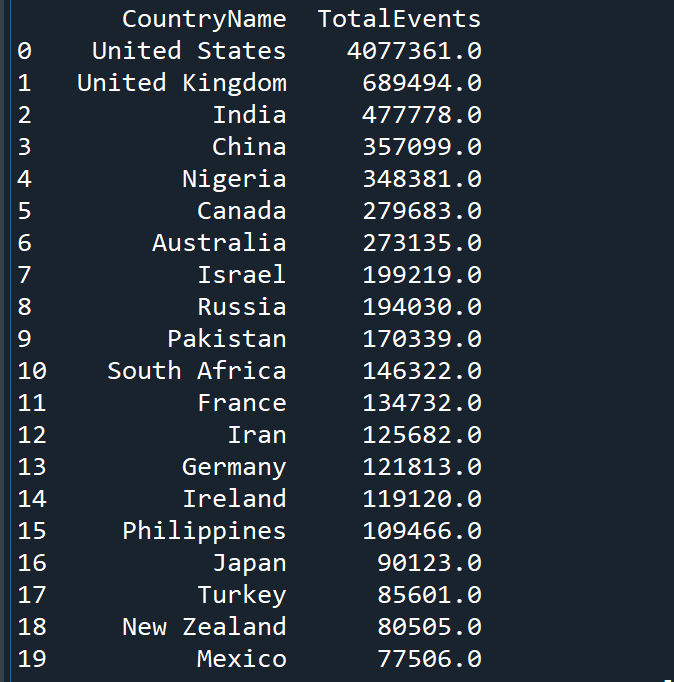 CountryName TotalEvents
0 United States 4077361.0
1 United Kingdom 689494.0
2 India 477778.0
3 China 357099.0
4 Nigeria 348381.0
5 Canada 279683.0
6 Australia 273135.0
7 Israel 199219.0
8 Russia 194030.0
9 Pakistan 170339.0
10 South Africa 146322.0
11 France 134732.0
12 Iran 125682.0
13 Germany 121813.0
14 Ireland 119120.0
15 Philippines 109466.0
16 Japan 90123.0
17 Turkey 85601.0
18 New Zealand 80505.0
19 Mexico 77506.0